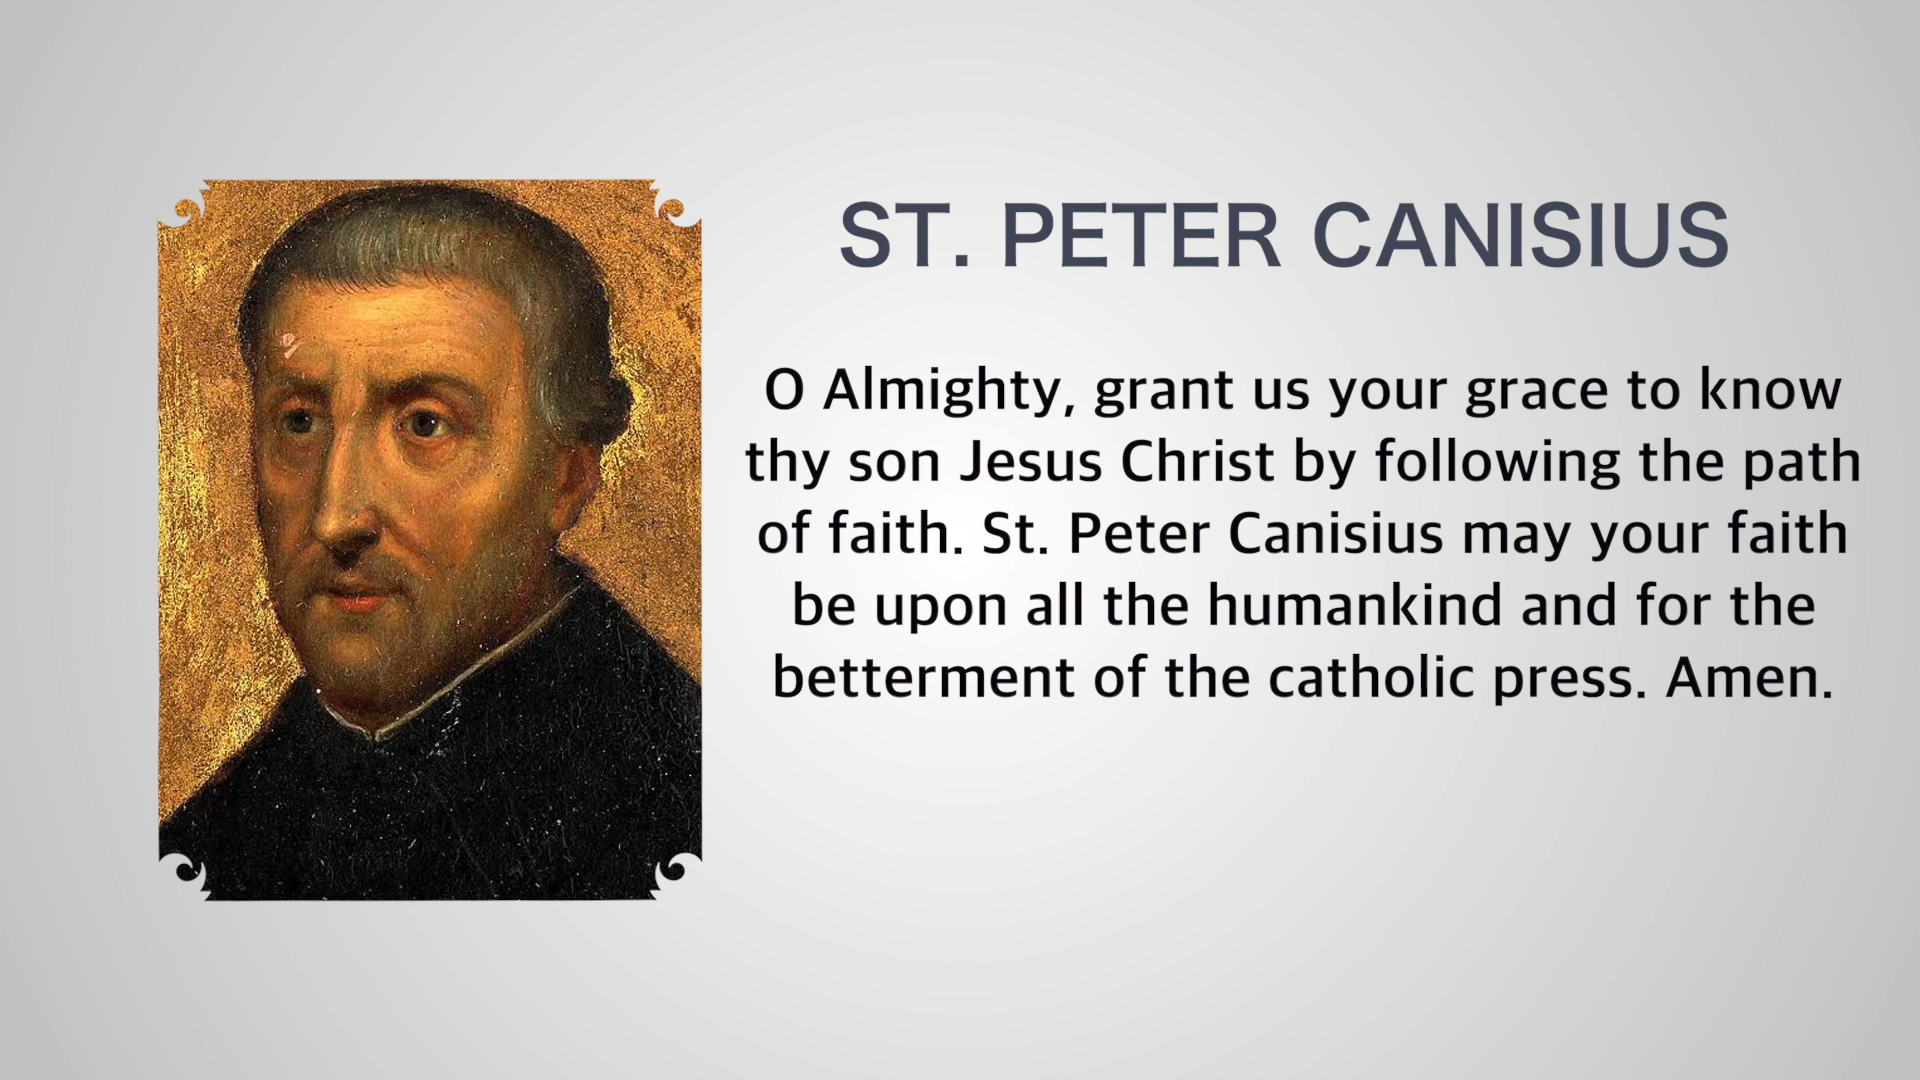 ST. PETER CANISIUS
O Almighty, grant us your grace to know
thy son Jesus Christ by following the path
of faith. St. Peter Canisius may your faith
be upon all the humankind and for the
betterment of the catholic press. Amen.